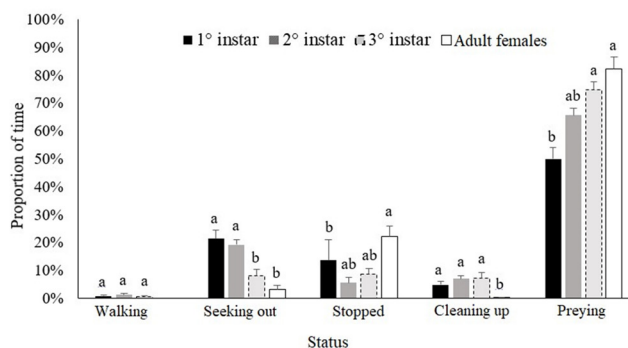 100%
90%
80%
70%
60%
50%
40%
30%
20%
10%
0%
Proportion of time
1° instar 2° instar 3° instar Adult females
a a a
a a b b
b ab ab a
a a a b
b ab a a
Walking Seeking out Stopped Cleaning up Preying
Status